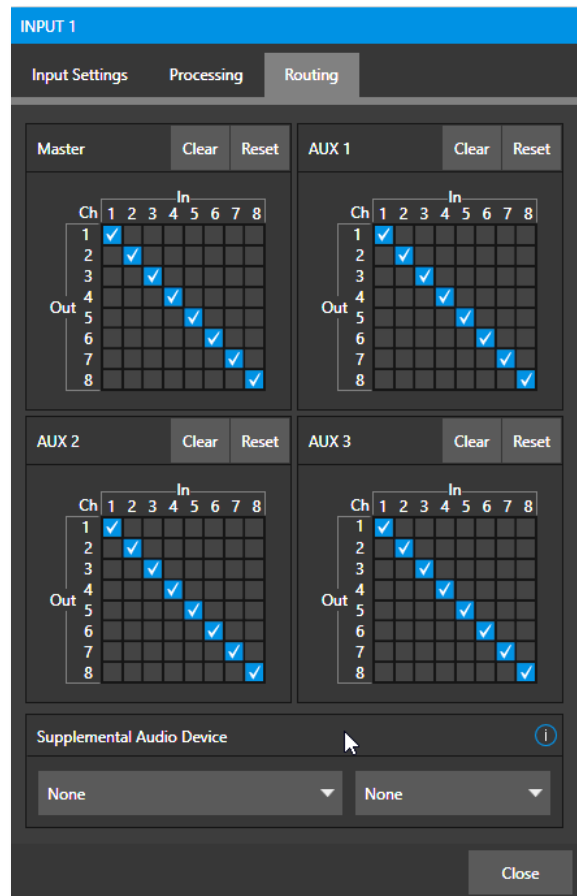 INPUT 1
Input Settings Processing Routing
Master Clear Reset AUX 1 Clear Reset
In In
Ch 1 2 3 4 5 6 7 8 Ch 1 2 3 4 5 6 7 8
1 1
2 2
3 3
Out 4 Out 4
5 5
6 6
7 7
8 8
AUX 2 Clear Reset AUX 3 Clear Reset
In In
Ch 1 2 3 4 5 6 7 8 Ch 1 2 3 4 5 6 7 8
1 1
2 2
3 3
Out 4 Out 4
5 5
6 6
7 7
8 8
Supplemental Audio Device i
None None
Close